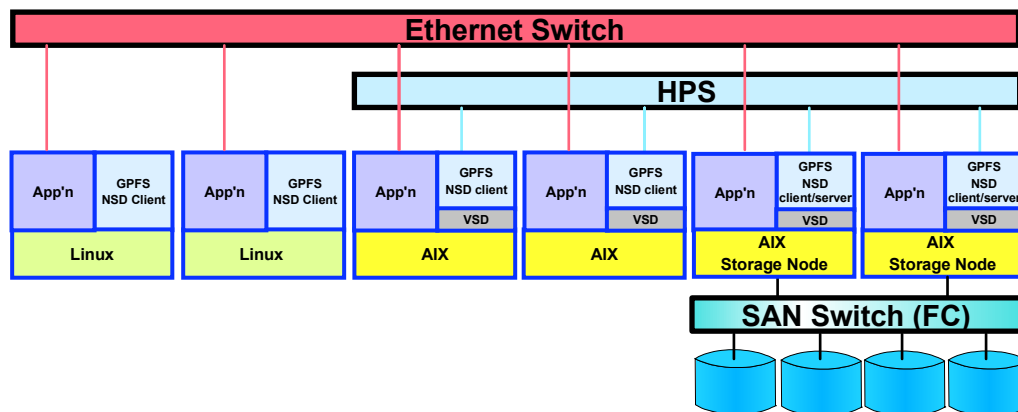 Ethernet Switch
HPS
App'n
GPFS
NSD Client
Linux
App'n
GPFS
NSD Client
Linux
App'n
GPFS
NSD client
VSD
AIX
App'n
GPFS
NSD client
VSD
AIX
App'n
GPFS
NSD
client/server
VSD
AIX
Storage Node
App'n
GPFS
NSD
client/server
VSD
AIX
Storage Node
SAN Switch (FC)